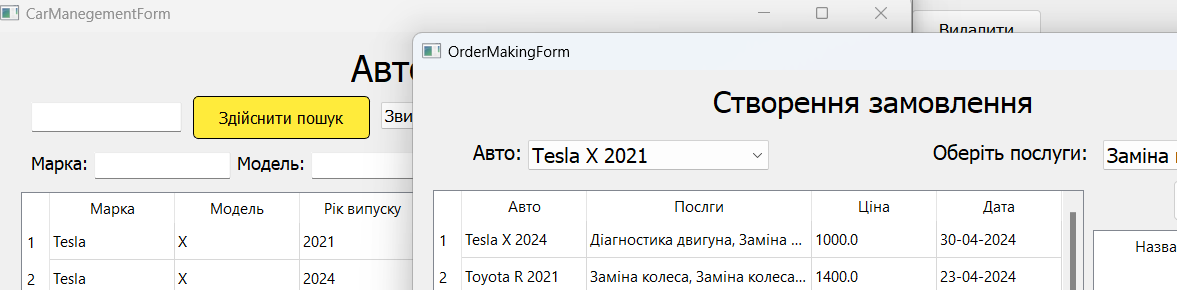 CarManegementForm
Видалити
OrderMakingForm
Створення замовлення
Здійснити пошук
Авто: Tesla X 2021
Оберіть послуги: Заміна
Марка:
Модель:
Марка Модель Рік випуску
1 Tesla X 2021
2 Tesla X 2024
Авто Послги Ціна Дата
1 Tesla X 2024 Діагностика двигуна, Заміна ... 1000.0 30-04-2024
2 Toyota R 2021 Заміна колеса, Заміна колеса... 1400.0 23-04-2024
Назва